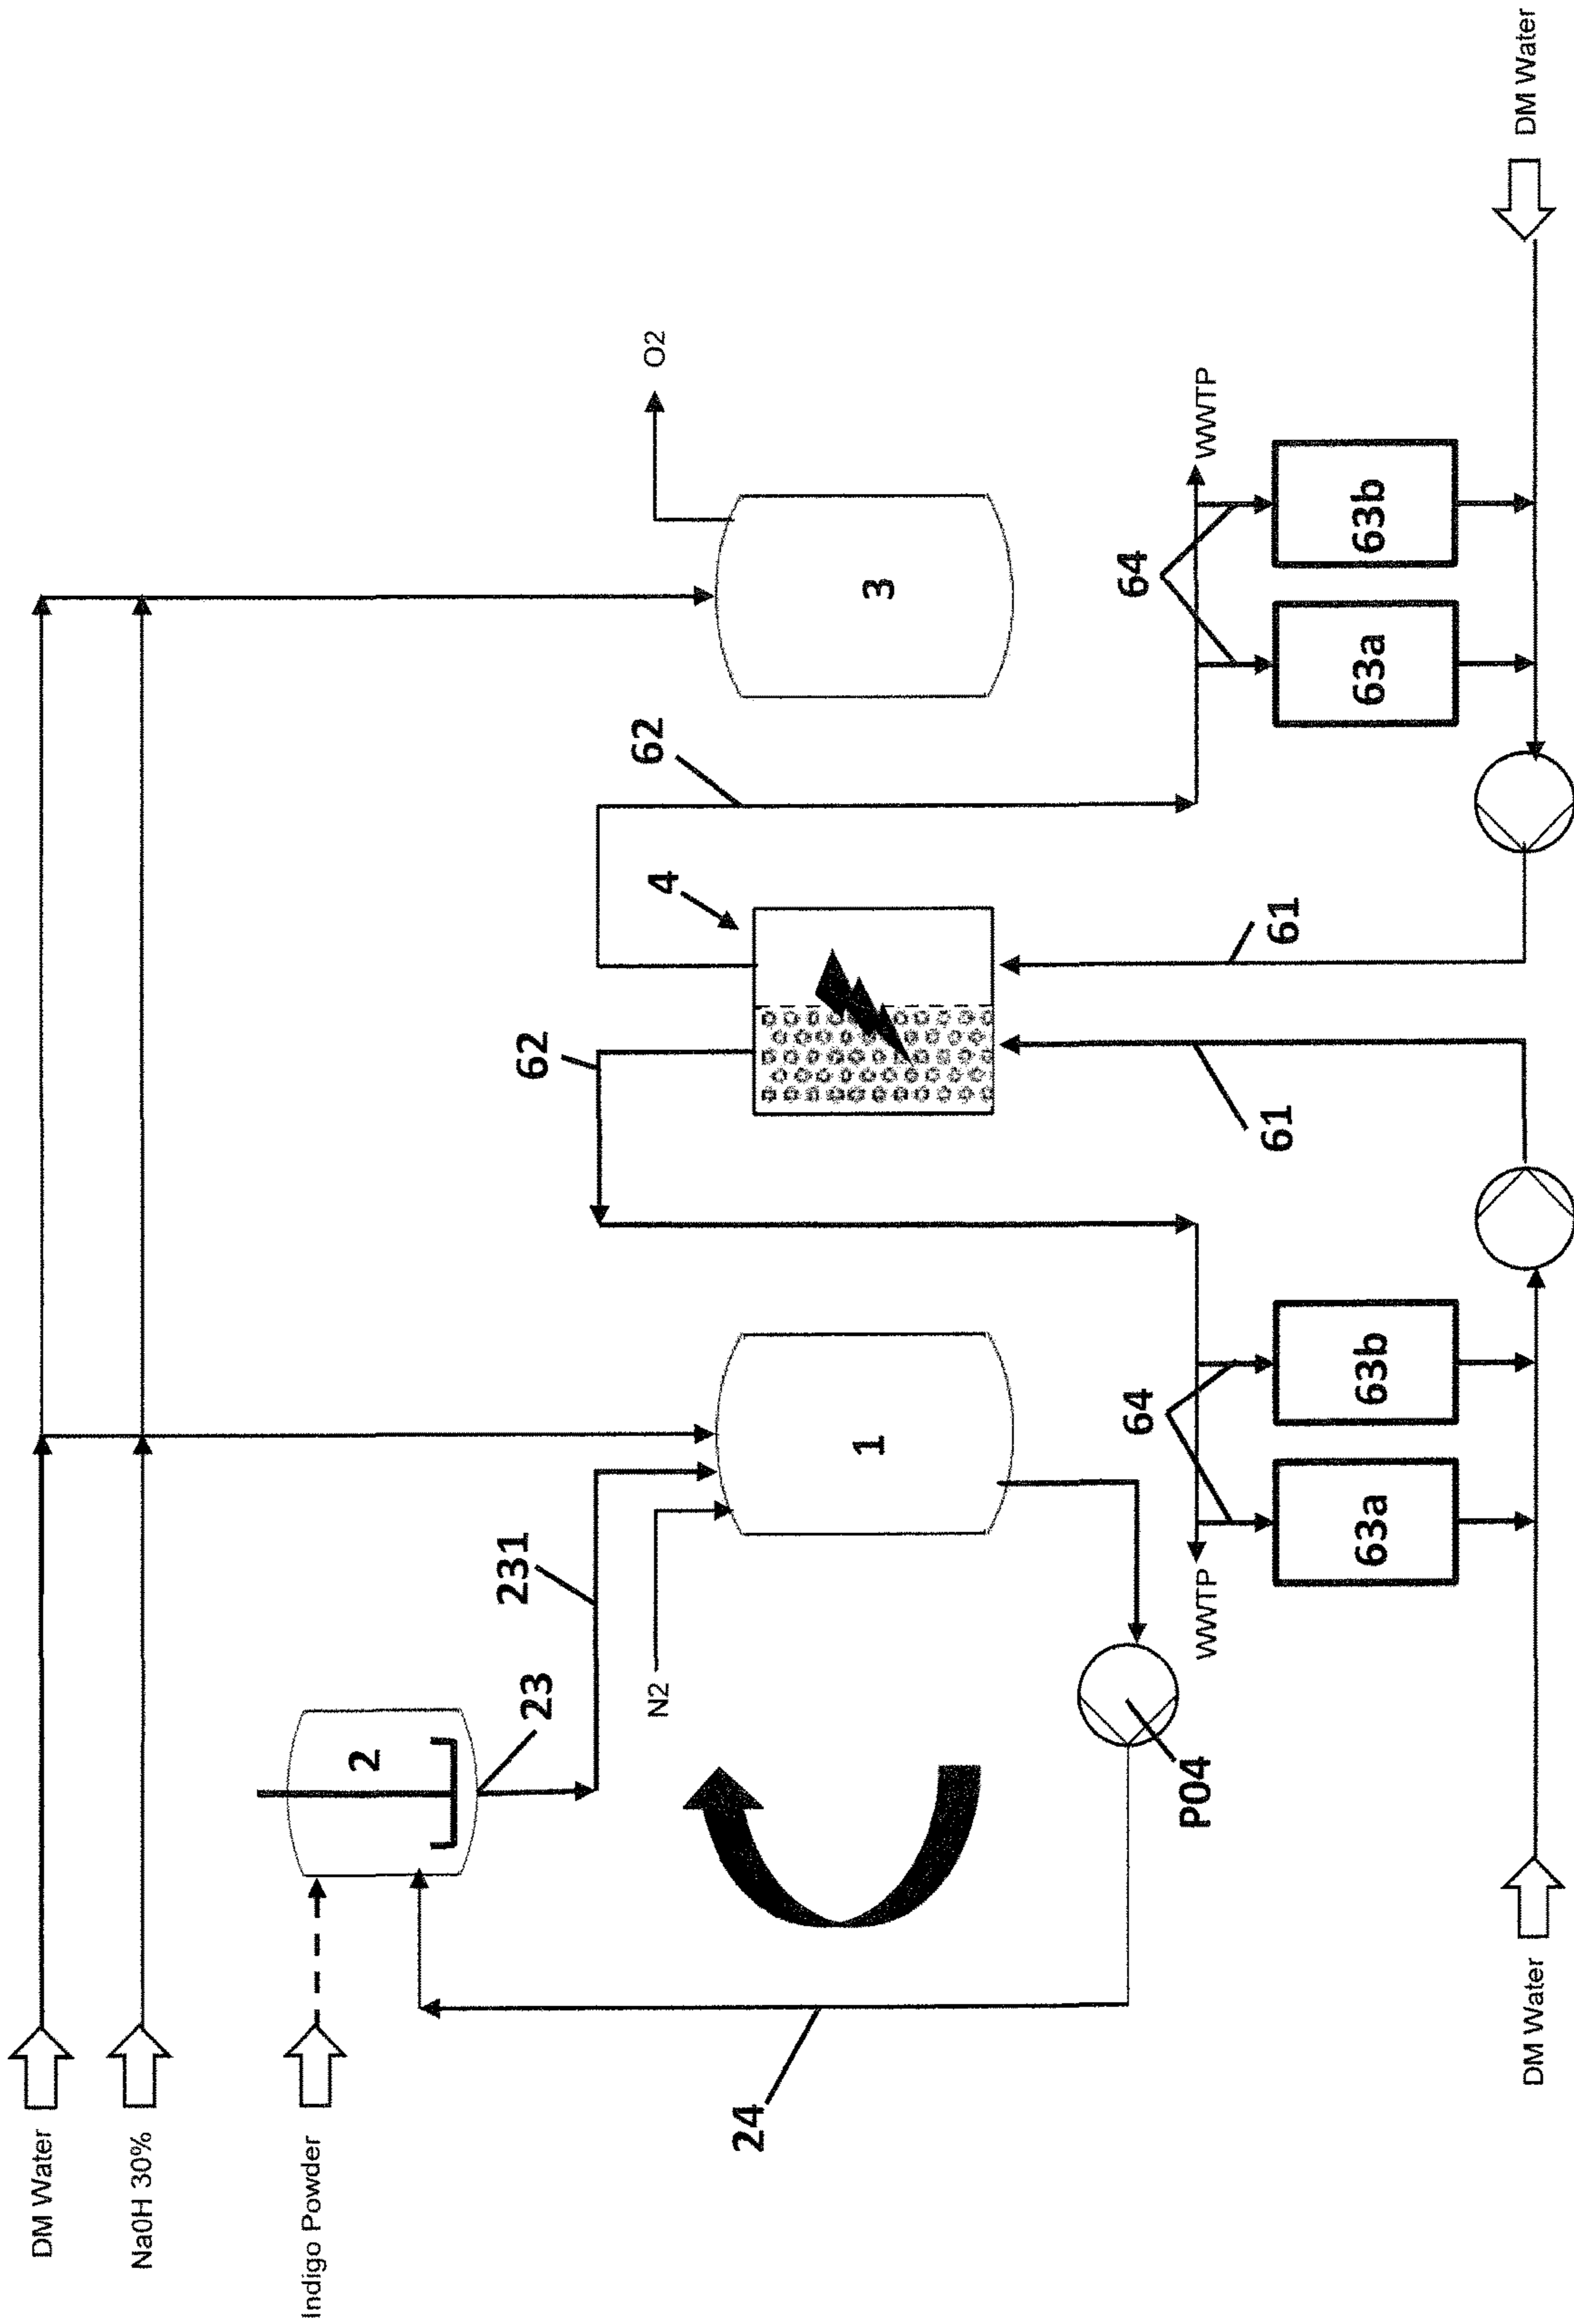 DM Water
Na0H 30%
Indigo Powder
2
23
231
62
N2
62
O2
4
24
1
3
64
64
P04
WWTP
WWTP
61
61
63a
63b
63a
63b
DM Water
DM Water